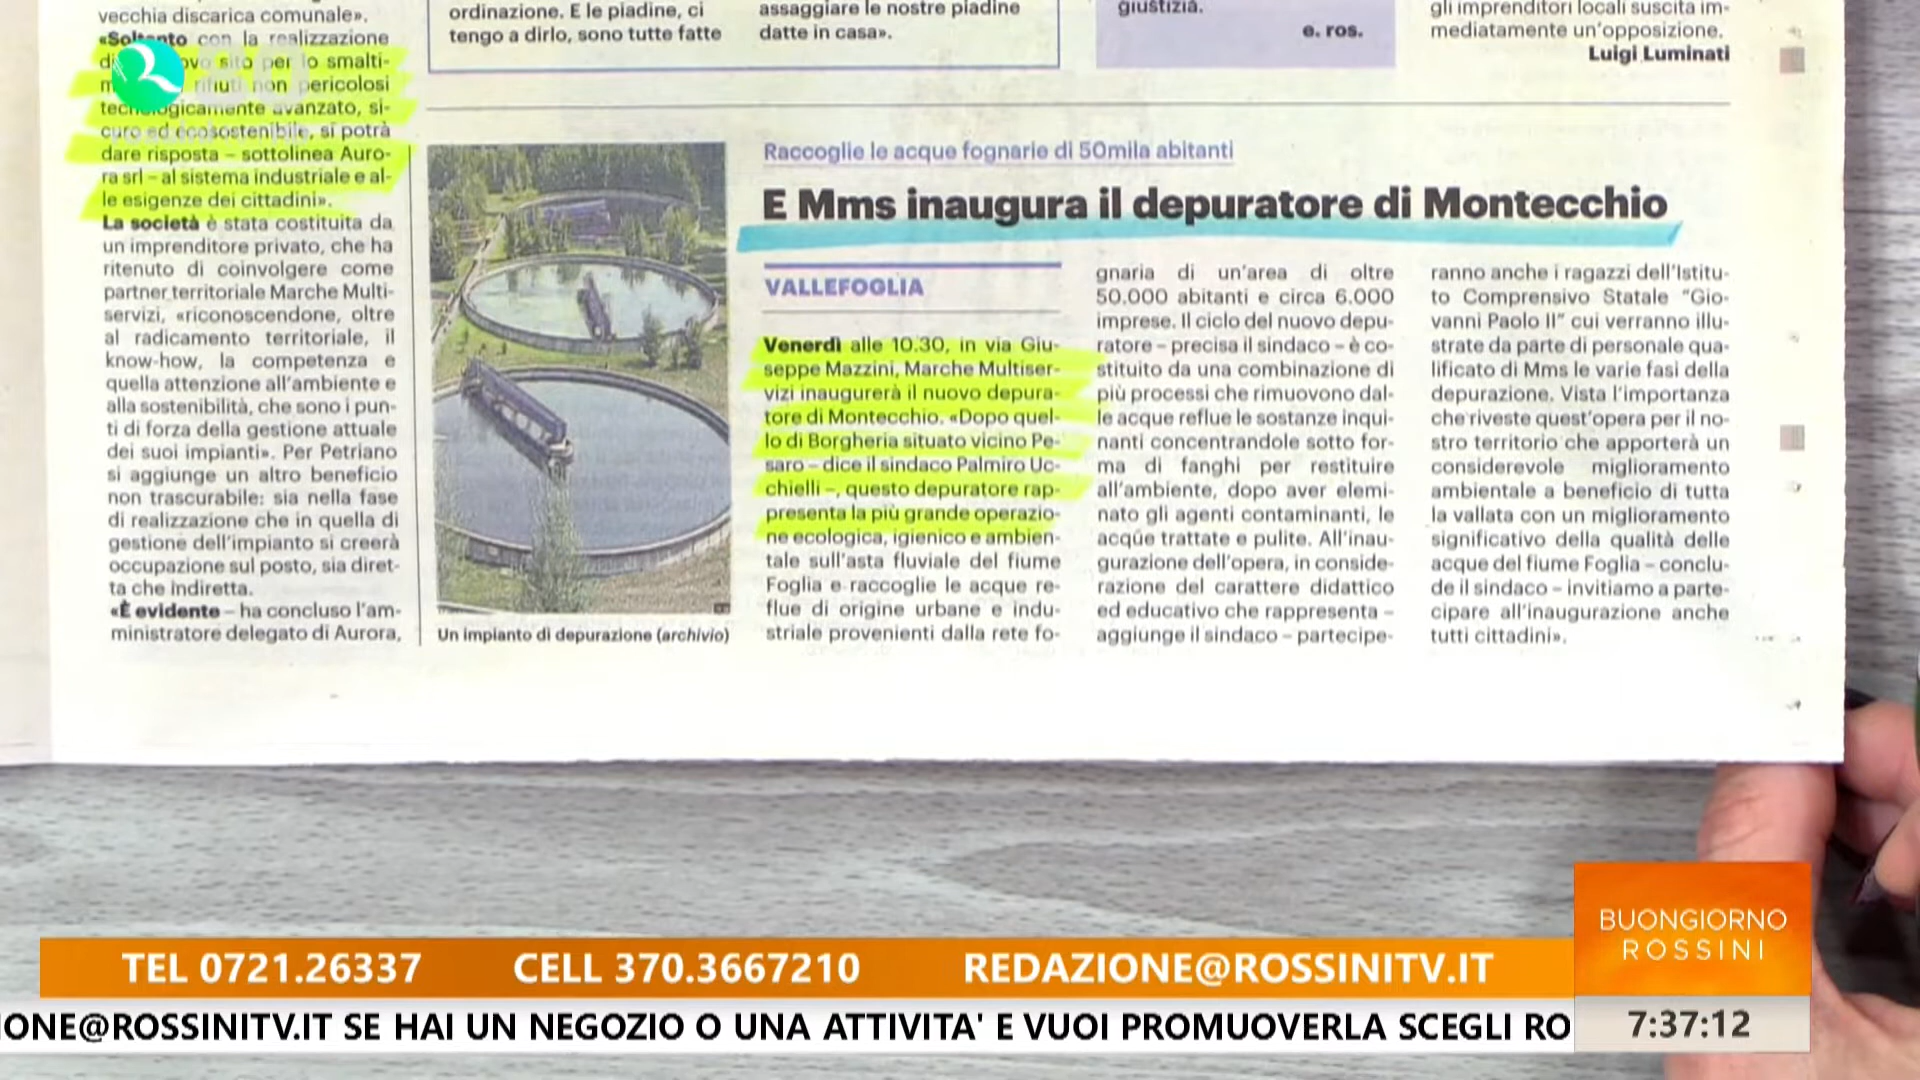 vecchia discarica comunale».
«Soltanto con la realizzazione
ovo sito per lo smalti-
rifiuti non pericolosi
tecnologicamente avanzato, si-
curo ed ecosostenibile, si potrà
dare risposta – sottolinea Auro-
ra srl – al sistema industriale e al-
le esigenze dei cittadini».
La società è stata costituita da
un imprenditore privato, che ha
ritenuto di coinvolgere come
partner territoriale Marche Multi-
servizi, «riconoscendone, oltre
al radicamento territoriale, il
know-how, la competenza e
quella attenzione all'ambiente e
alla sostenibilità, che sono i pun-
ti di forza della gestione attuale
dei suoi impianti». Per Petriano
si aggiunge un altro beneficio
non trascurabile: sia nella fase
di realizzazione che in quella di
gestione dell'impianto si creerà
occupazione sul posto, sia diret-
ta che indiretta.
«È evidente – ha concluso l'am-
ministratore delegato di Aurora,
ordinazione. E le piadine, ci
tengo a dirlo, sono tutte fatte
assaggiare le nostre piadine
datte in casa».
giustizia.
e. ros.
gli imprenditori locali suscita im-
mediatamente un'opposizione.
Luigi Luminati
Raccoglie le acque fognarie di 50mila abitanti
E Mms inaugura il depuratore di Montecchio
Un impianto di depurazione (archivio)
VALLEFOGLIA
Venerdì alle 10.30, in via Giu-
seppe Mazzini, Marche Multiser-
vizi inaugurerà il nuovo depura-
tore di Montecchio. «Dopo quel-
lo di Borgheria situato vicino Pe-
saro – dice il sindaco Palmiro Uc-
chielli –, questo depuratore rap-
presenta la più grande operazio-
ne ecologica, igienico e ambien-
tale sull'asta fluviale del fiume
Foglia e raccoglie le acque re-
flue di origine urbane e indu-
striale provenienti dalla rete fo-
gnaria di un'area di oltre
50.000 abitanti e circa 6.000
imprese. Il ciclo del nuovo depu-
ratore – precisa il sindaco – è co-
stituito da una combinazione di
più processi che rimuovono dal-
le acque reflue le sostanze inqui-
nanti concentrandole sotto for-
ma di fanghi per restituire
all'ambiente, dopo aver elemi-
nato gli agenti contaminanti, le
acqúe trattate e pulite. All'inau-
gurazione dell'opera, in conside-
razione del carattere didattico
ed educativo che rappresenta –
aggiunge il sindaco – partecipe-
ranno anche i ragazzi dell'Istitu-
to Comprensivo Statale "Gio-
vanni Paolo II" cui verranno illu-
strate da parte di personale qua-
lificato di Mms le varie fasi della
depurazione. Vista l'importanza
che riveste quest'opera per il no-
stro territorio che apporterà un
considerevole miglioramento
ambientale a beneficio di tutta
la vallata con un miglioramento
significativo della qualità delle
acque del fiume Foglia – conclu-
de il sindaco – invitiamo a parte-
cipare all'inaugurazione anche
tutti cittadini».
BUONGIORNO
ROSSINI
TEL 0721.26337 CELL 370.3667210 REDAZIONE@ROSSINITV.IT
IONE@ROSSINITV.IT SE HAI UN NEGOZIO O UNA ATTIVITA' E VUOI PROMUOVERLA SCEGLI RO
7:37:12